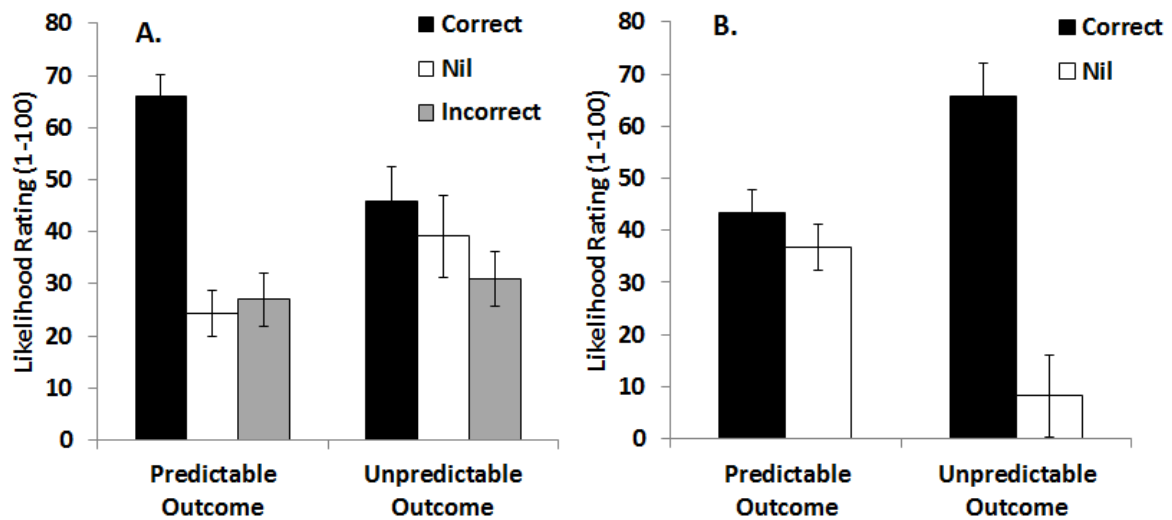 A.
Correct
Nil
Incorrect
Likelihood Rating (1-100)
80
70
60
50
40
30
20
10
0
Predictable
Outcome
Unpredictable
Outcome
B.
Correct
Nil
Likelihood Rating (1-100)
80
70
60
50
40
30
20
10
0
Predictable
Outcome
Unpredictable
Outcome